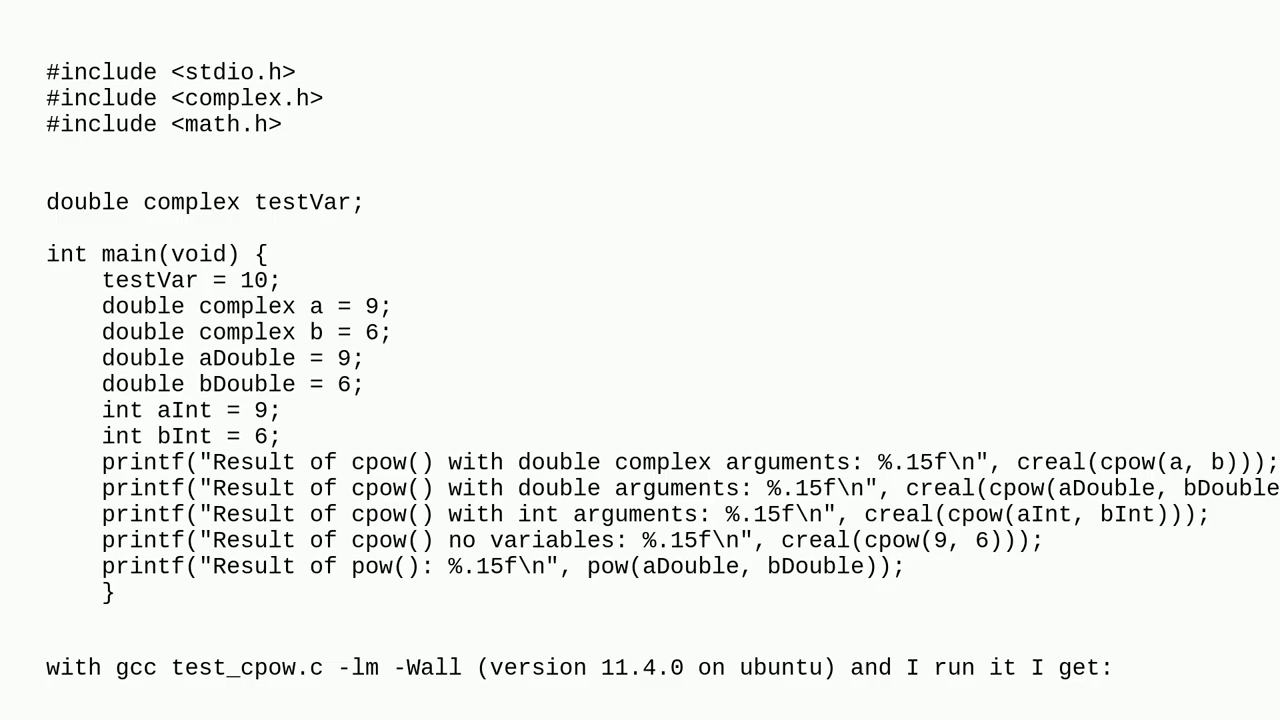 #include <stdio.h>
#include <complex.h>
#include <math.h>
double complex testVar;
int main(void) {
    testVar = 10;
    double complex a = 9;
    double complex b = 6;
    double aDouble = 9;
    double bDouble = 6;
    int aInt = 9;
    int bInt = 6;
    printf("Result of cpow() with double complex arguments: %.15f\n", creal(cpow(a, b)));
    printf("Result of cpow() with double arguments: %.15f\n", creal(cpow(aDouble, bDouble
    printf("Result of cpow() with int arguments: %.15f\n", creal(cpow(aInt, bInt)));
    printf("Result of cpow() no variables: %.15f\n", creal(cpow(9, 6)));
    printf("Result of pow(): %.15f\n", pow(aDouble, bDouble));
    }
with gcc test_cpow.c -lm -Wall (version 11.4.0 on ubuntu) and I run it I get: